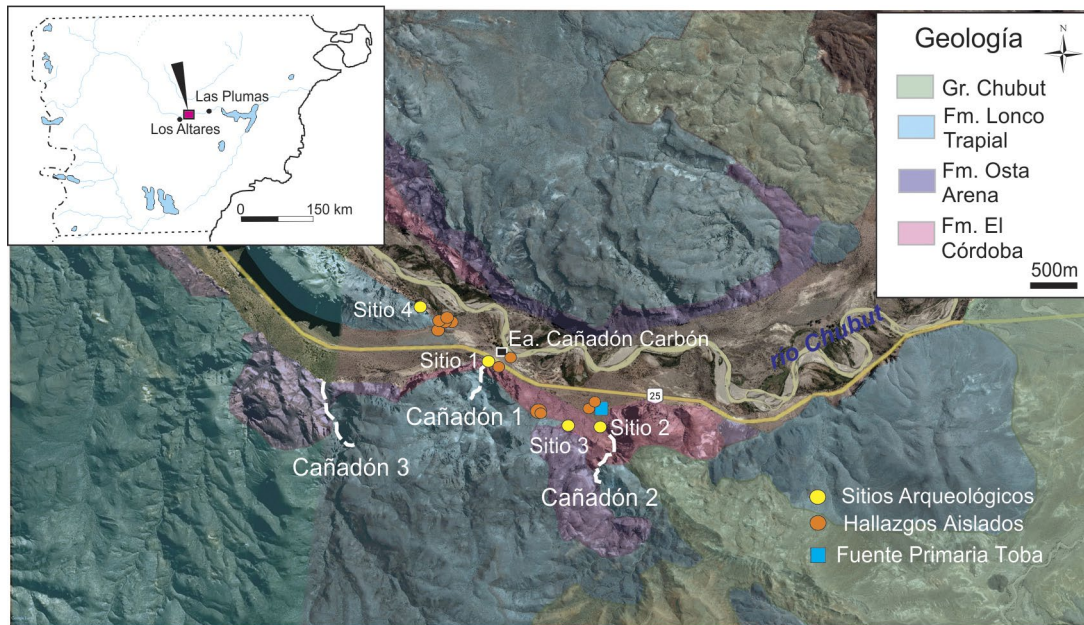 Las Plumas
Los Altares
0 150 km
Geología
N
Gr. Chubut
Fm. Lonco
Trapial
Fm. Osta
Arena
Fm. El
Córdoba
500m
Sitio 4
Ea. Cañadón Carbón
río Chubut
Sitio 1
25
Cañadón 1
Sitio 2
Sitio 3
Cañadón 3
Cañadón 2
Sitios Arqueológicos
Hallazgos Aislados
Fuente Primaria Toba